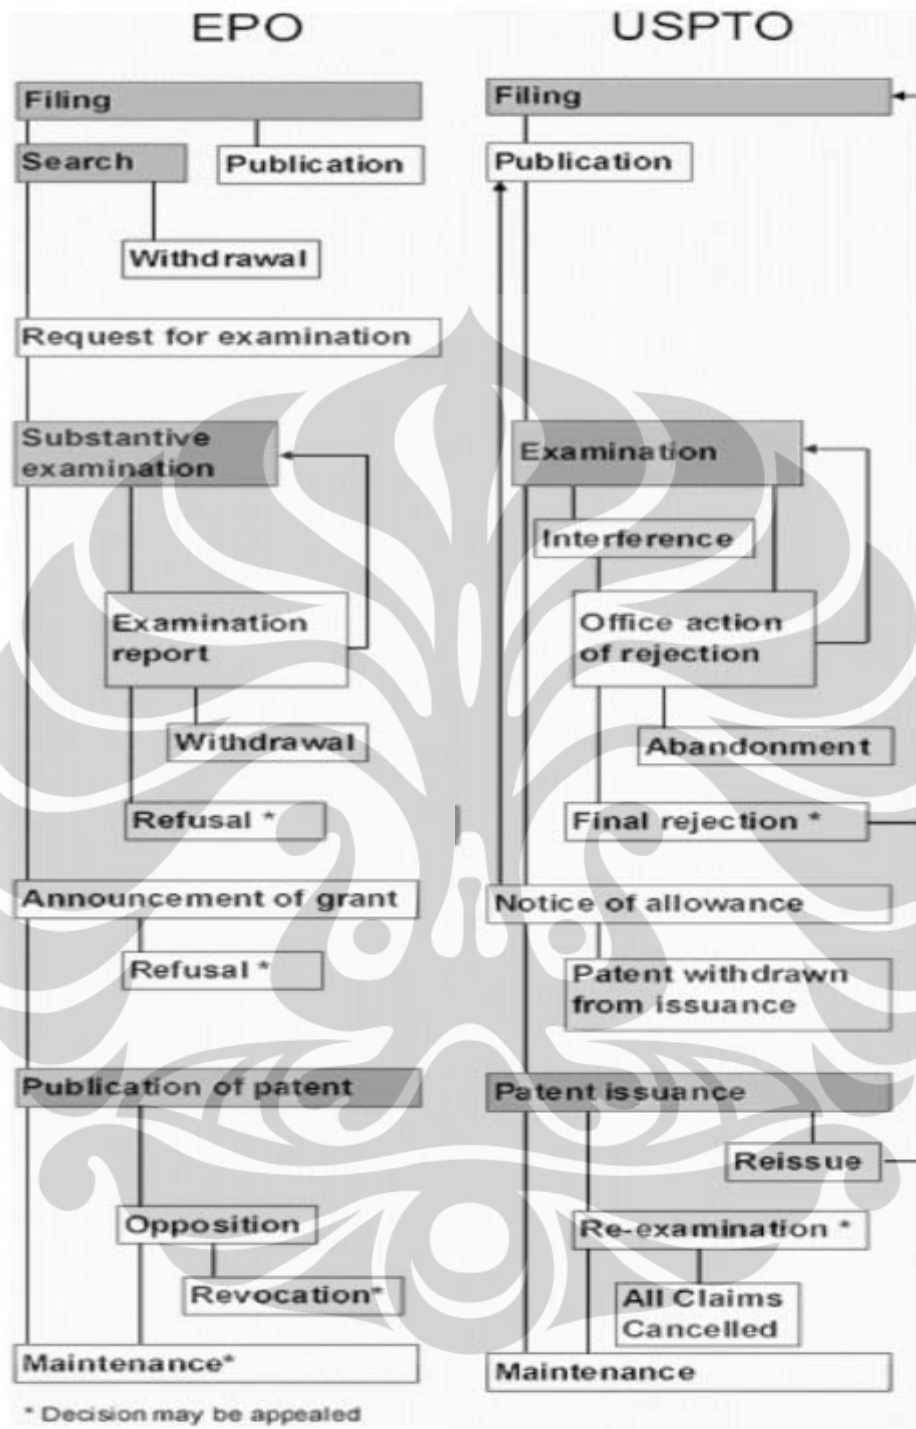 EPO
Filing
Search
Publication
Withdrawal
Request for examination
Substantive
examination
Examination
report
Withdrawal
Refusal *
Announcement of grant
Refusal *
Publication of patent
Opposition
Revocation*
Maintenance*
* Decision may be appealed
USPTO
Filing
Publication
Examination
Interference
Office action
of rejection
Abandonment
Final rejection *
Notice of allowance
Patent withdrawn
from issuance
Patent issuance
Reissue
Re-examination *
All Claims
Cancelled
Maintenance